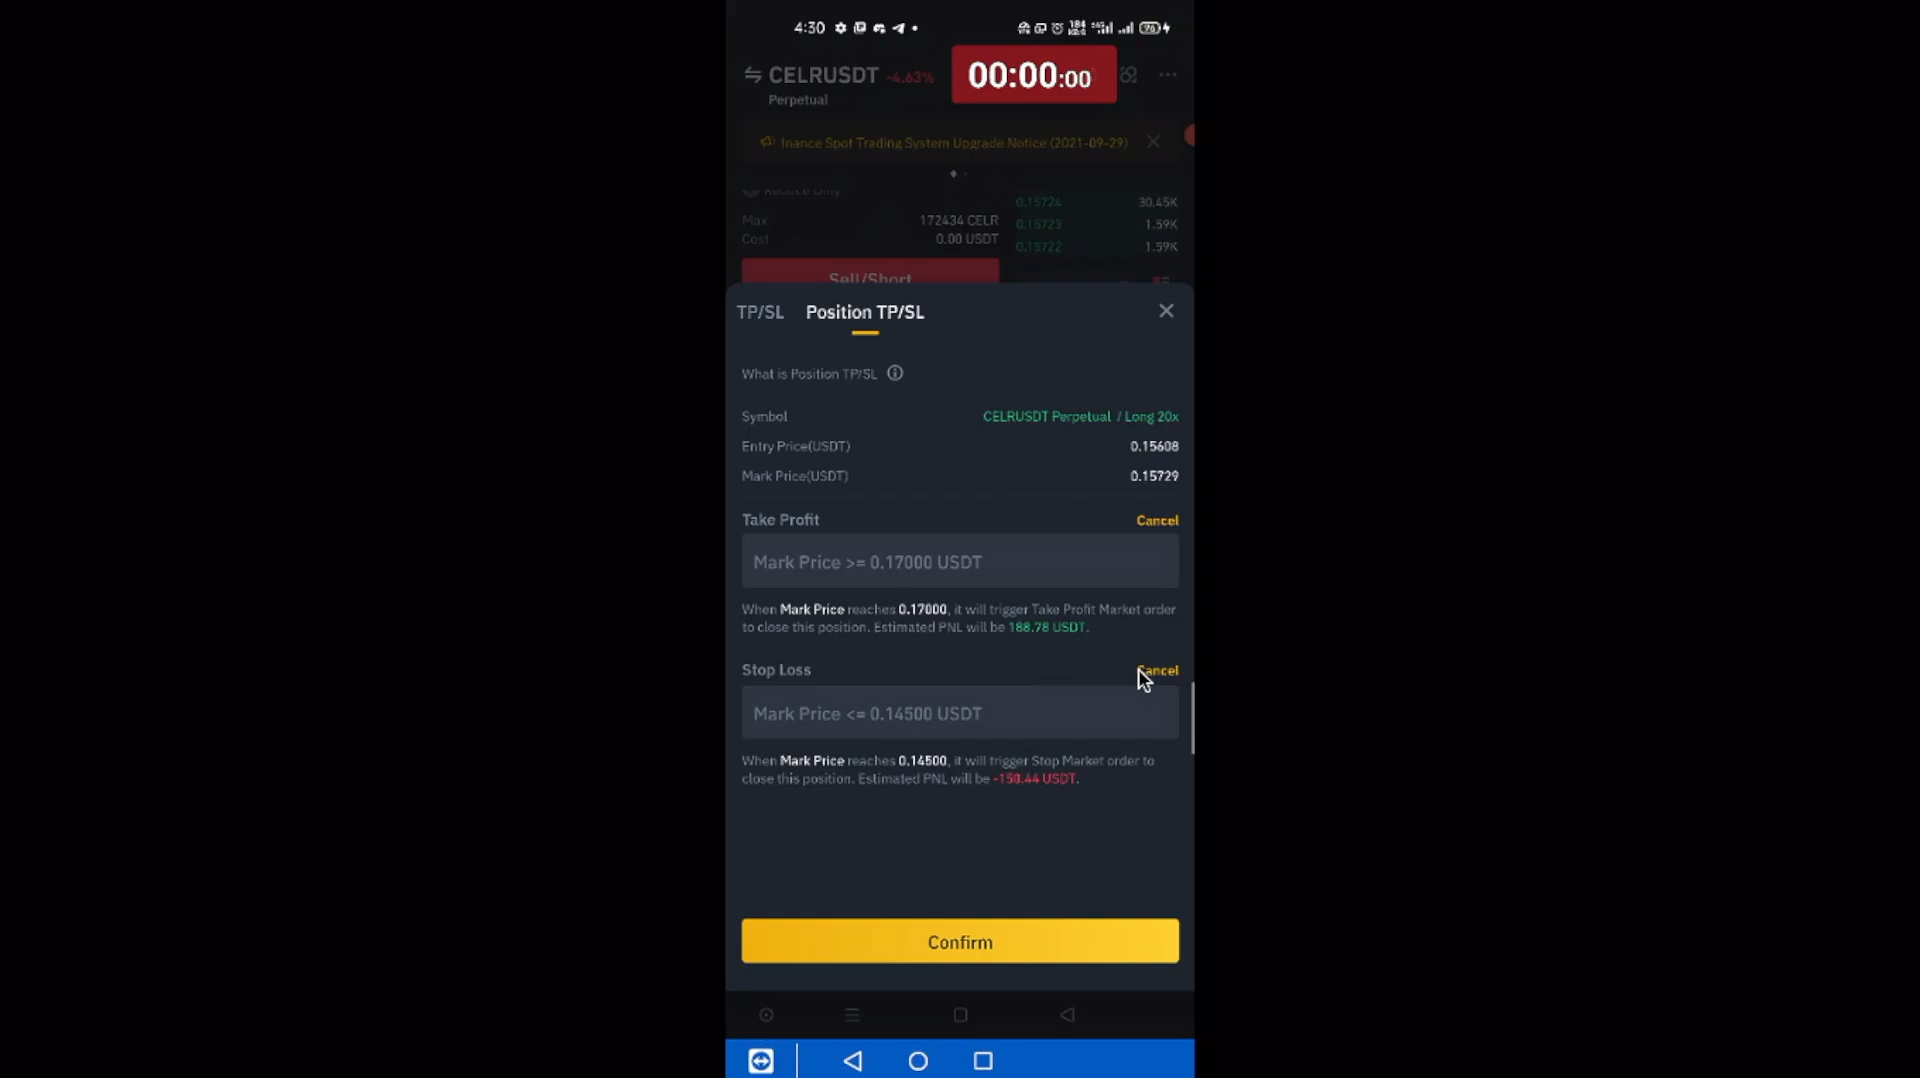 4:30
CELRUSDT -4.63%
00:00:00
Perpetual
inance Spot Trading System Upgrade Notice (2021-09-29)
Reduce Only
0.15724 30.45K
Max 172434 CELR
0.15723 1.59K
Cost 0.00 USDT
0.15722 1.59K
Sell/Short
TP/SL Position TP/SL
What is Position TP/SL
Symbol CELRUSDT Perpetual / Long 20x
Entry Price(USDT) 0.15608
Mark Price(USDT) 0.15729
Take Profit Cancel
Mark Price >= 0.17000 USDT
When Mark Price reaches 0.17000, it will trigger Take Profit Market order
to close this position. Estimated PNL will be 188.78 USDT.
Stop Loss Cancel
Mark Price <= 0.14500 USDT
When Mark Price reaches 0.14500, it will trigger Stop Market order to
close this position. Estimated PNL will be -150.44 USDT.
Confirm